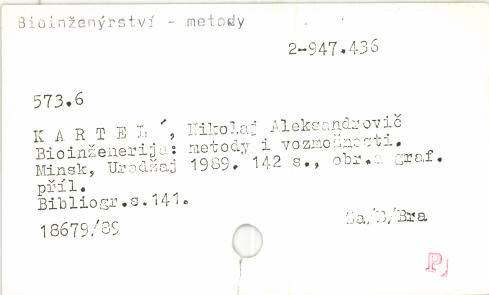 Bioinženýrství - metody
2-947.436
573.6
K A R T E L ´, Nikolaj Aleksandrovič
Bioinženerija: metody i vozmožnosti.
Minsk, Uradžaj 1989. 142 s., obr.a graf.
příl.
Bibliogr.s.141.
18679/89
Sa/D/Bra
P